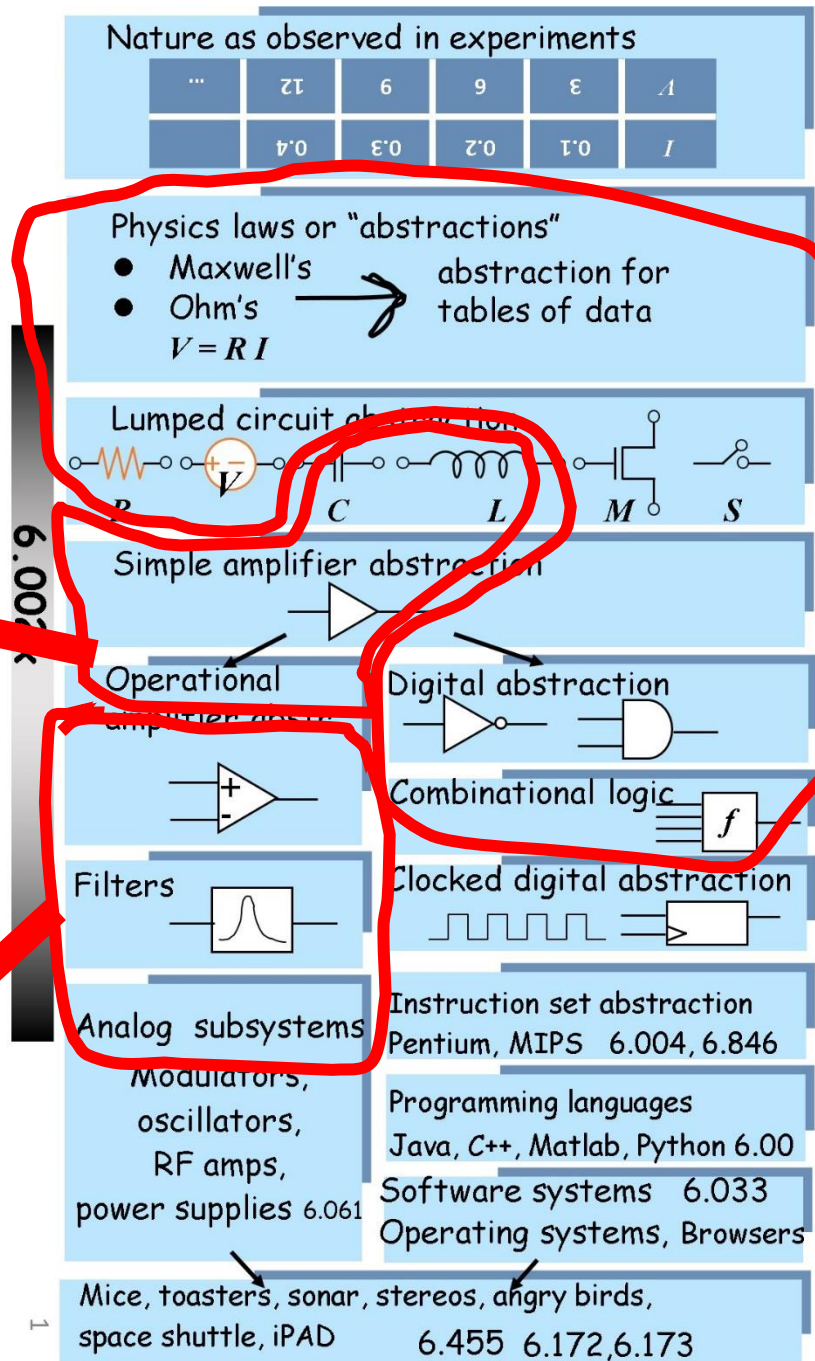 Nature as observed in experiments
V 3 6 9 12 ...
I 0.1 0.2 0.3 0.4
Physics laws or “abstractions”
● Maxwell’s
● Ohm’s
V = R I
abstraction for
tables of data
Lumped circuit abstraction
+ –
V C L M S
6.002x
Simple amplifier abstraction
Operational
amplifier abstr.
+
-
Digital abstraction
Combinational logic
f
Filters
Clocked digital abstraction
Analog subsystems
Modulators,
oscillators,
RF amps,
power supplies 6.061
Instruction set abstraction
Pentium, MIPS 6.004, 6.846
Programming languages
Java, C++, Matlab, Python 6.00
Software systems 6.033
Operating systems, Browsers
Mice, toasters, sonar, stereos, angry birds,
space shuttle, iPAD 6.455 6.172,6.173
1